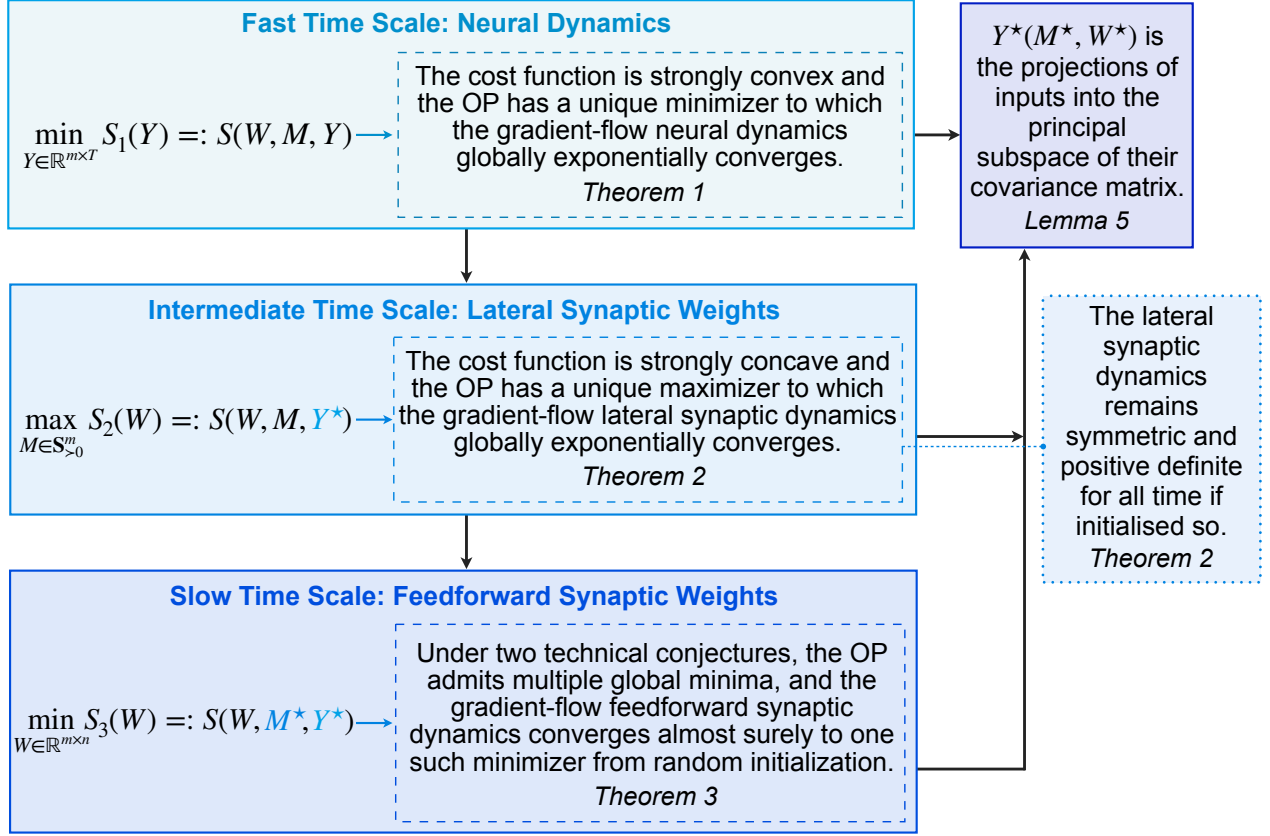 Fast Time Scale: Neural Dynamics
min S₁(Y) =: S(W, M, Y)
Y∈ℝᵐˣᵀ
The cost function is strongly convex and
the OP has a unique minimizer to which
the gradient-flow neural dynamics
globally exponentially converges.
Theorem 1
Y⋆(M⋆, W⋆) is
the projections of
inputs into the
principal
subspace of their
covariance matrix.
Lemma 5
Intermediate Time Scale: Lateral Synaptic Weights
max S₂(W) =: S(W, M, Y⋆)
M∈𝐒ᵐ≻0
The cost function is strongly concave and
the OP has a unique maximizer to which
the gradient-flow lateral synaptic dynamics
globally exponentially converges.
Theorem 2
The lateral
synaptic
dynamics
remains
symmetric and
positive definite
for all time if
initialised so.
Theorem 2
Slow Time Scale: Feedforward Synaptic Weights
min S₃(W) =: S(W, M⋆, Y⋆)
W∈ℝᵐˣⁿ
Under two technical conjectures, the OP
admits multiple global minima, and the
gradient-flow feedforward synaptic
dynamics converges almost surely to one
such minimizer from random initialization.
Theorem 3